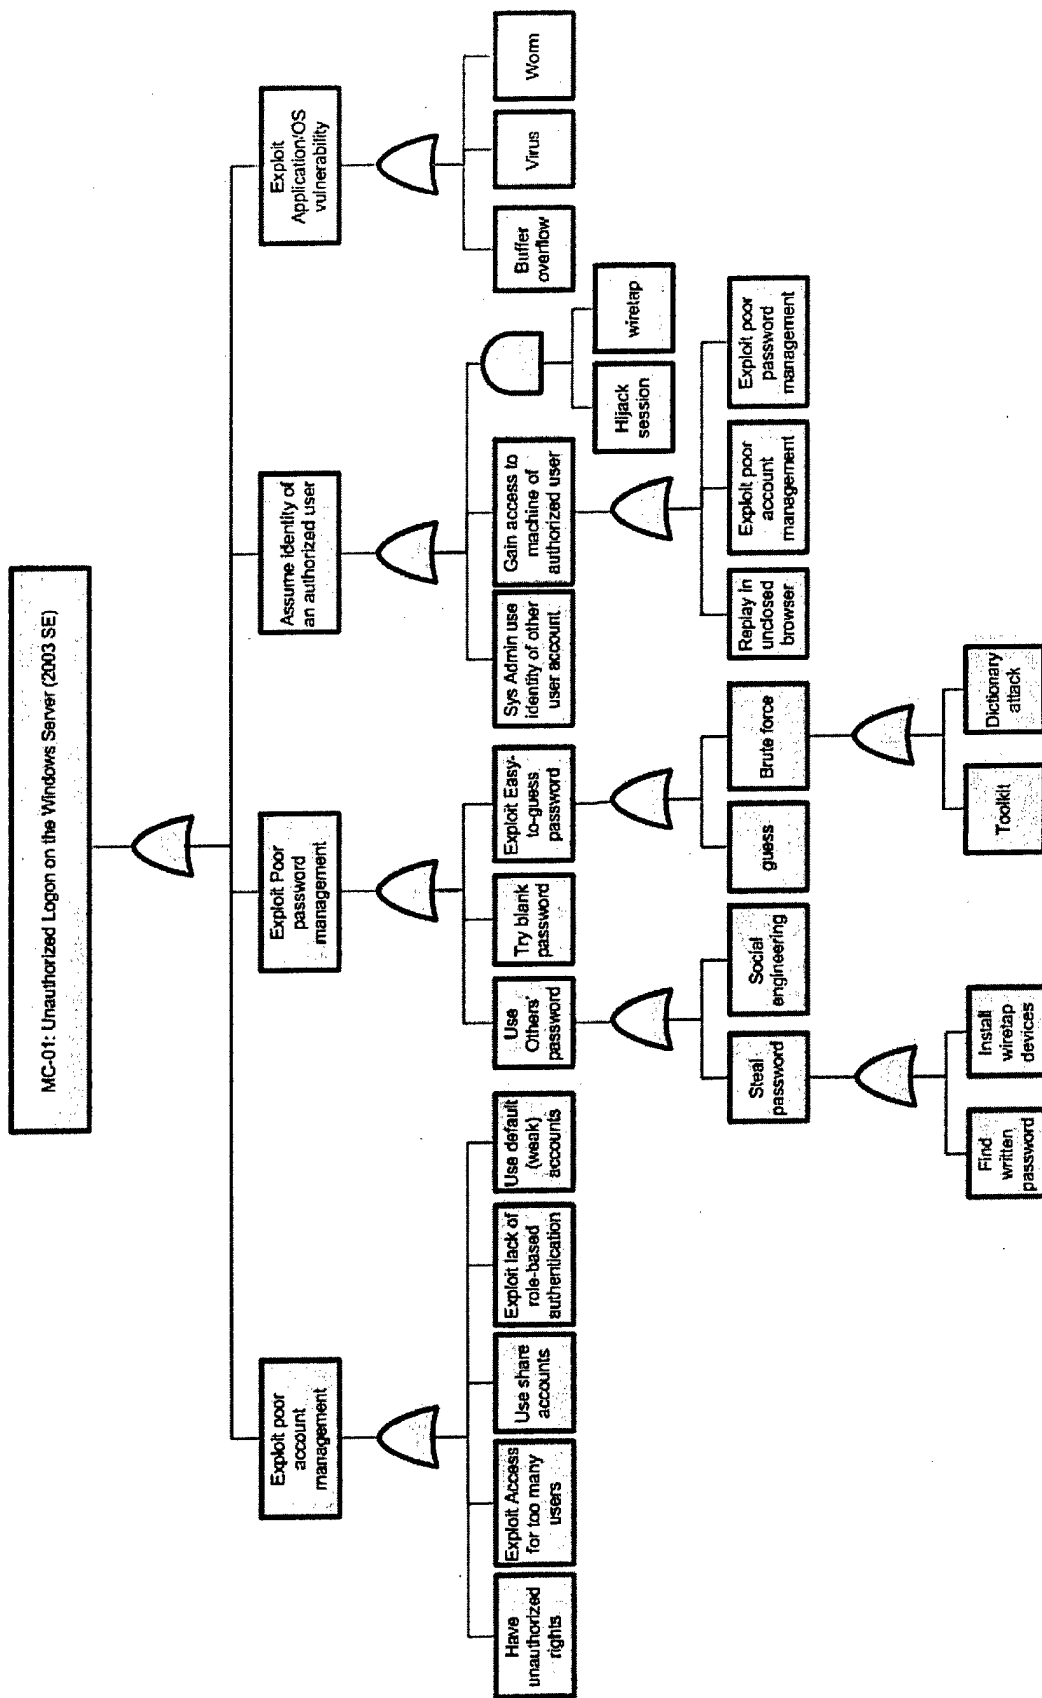 MC-01: Unauthorized Logon on the Windows Server (2003 SE)
Exploit poor
account
management
Exploit Poor
password
management
Assume identity of
an authorized user
Exploit
Application/OS
vulnerability
Have
unauthorized
rights
Exploit Access
for too many
users
Use share
accounts
Exploit lack of
role-based
authentication
Use default
(weak)
accounts
Use
Others'
password
Try blank
password
Exploit Easy-
to-guess
password
Sys Admin use
identity of other
user account
Gain access to
machine of
authorized user
Buffer
overflow
Virus
Worm
Hijack
session
wiretap
Steal
password
Social
engineering
guess
Brute force
Replay in
unclosed
browser
Exploit poor
account
management
Exploit poor
password
management
Find
written
password
Install
wiretap
devices
Toolkit
Dictionary
attack